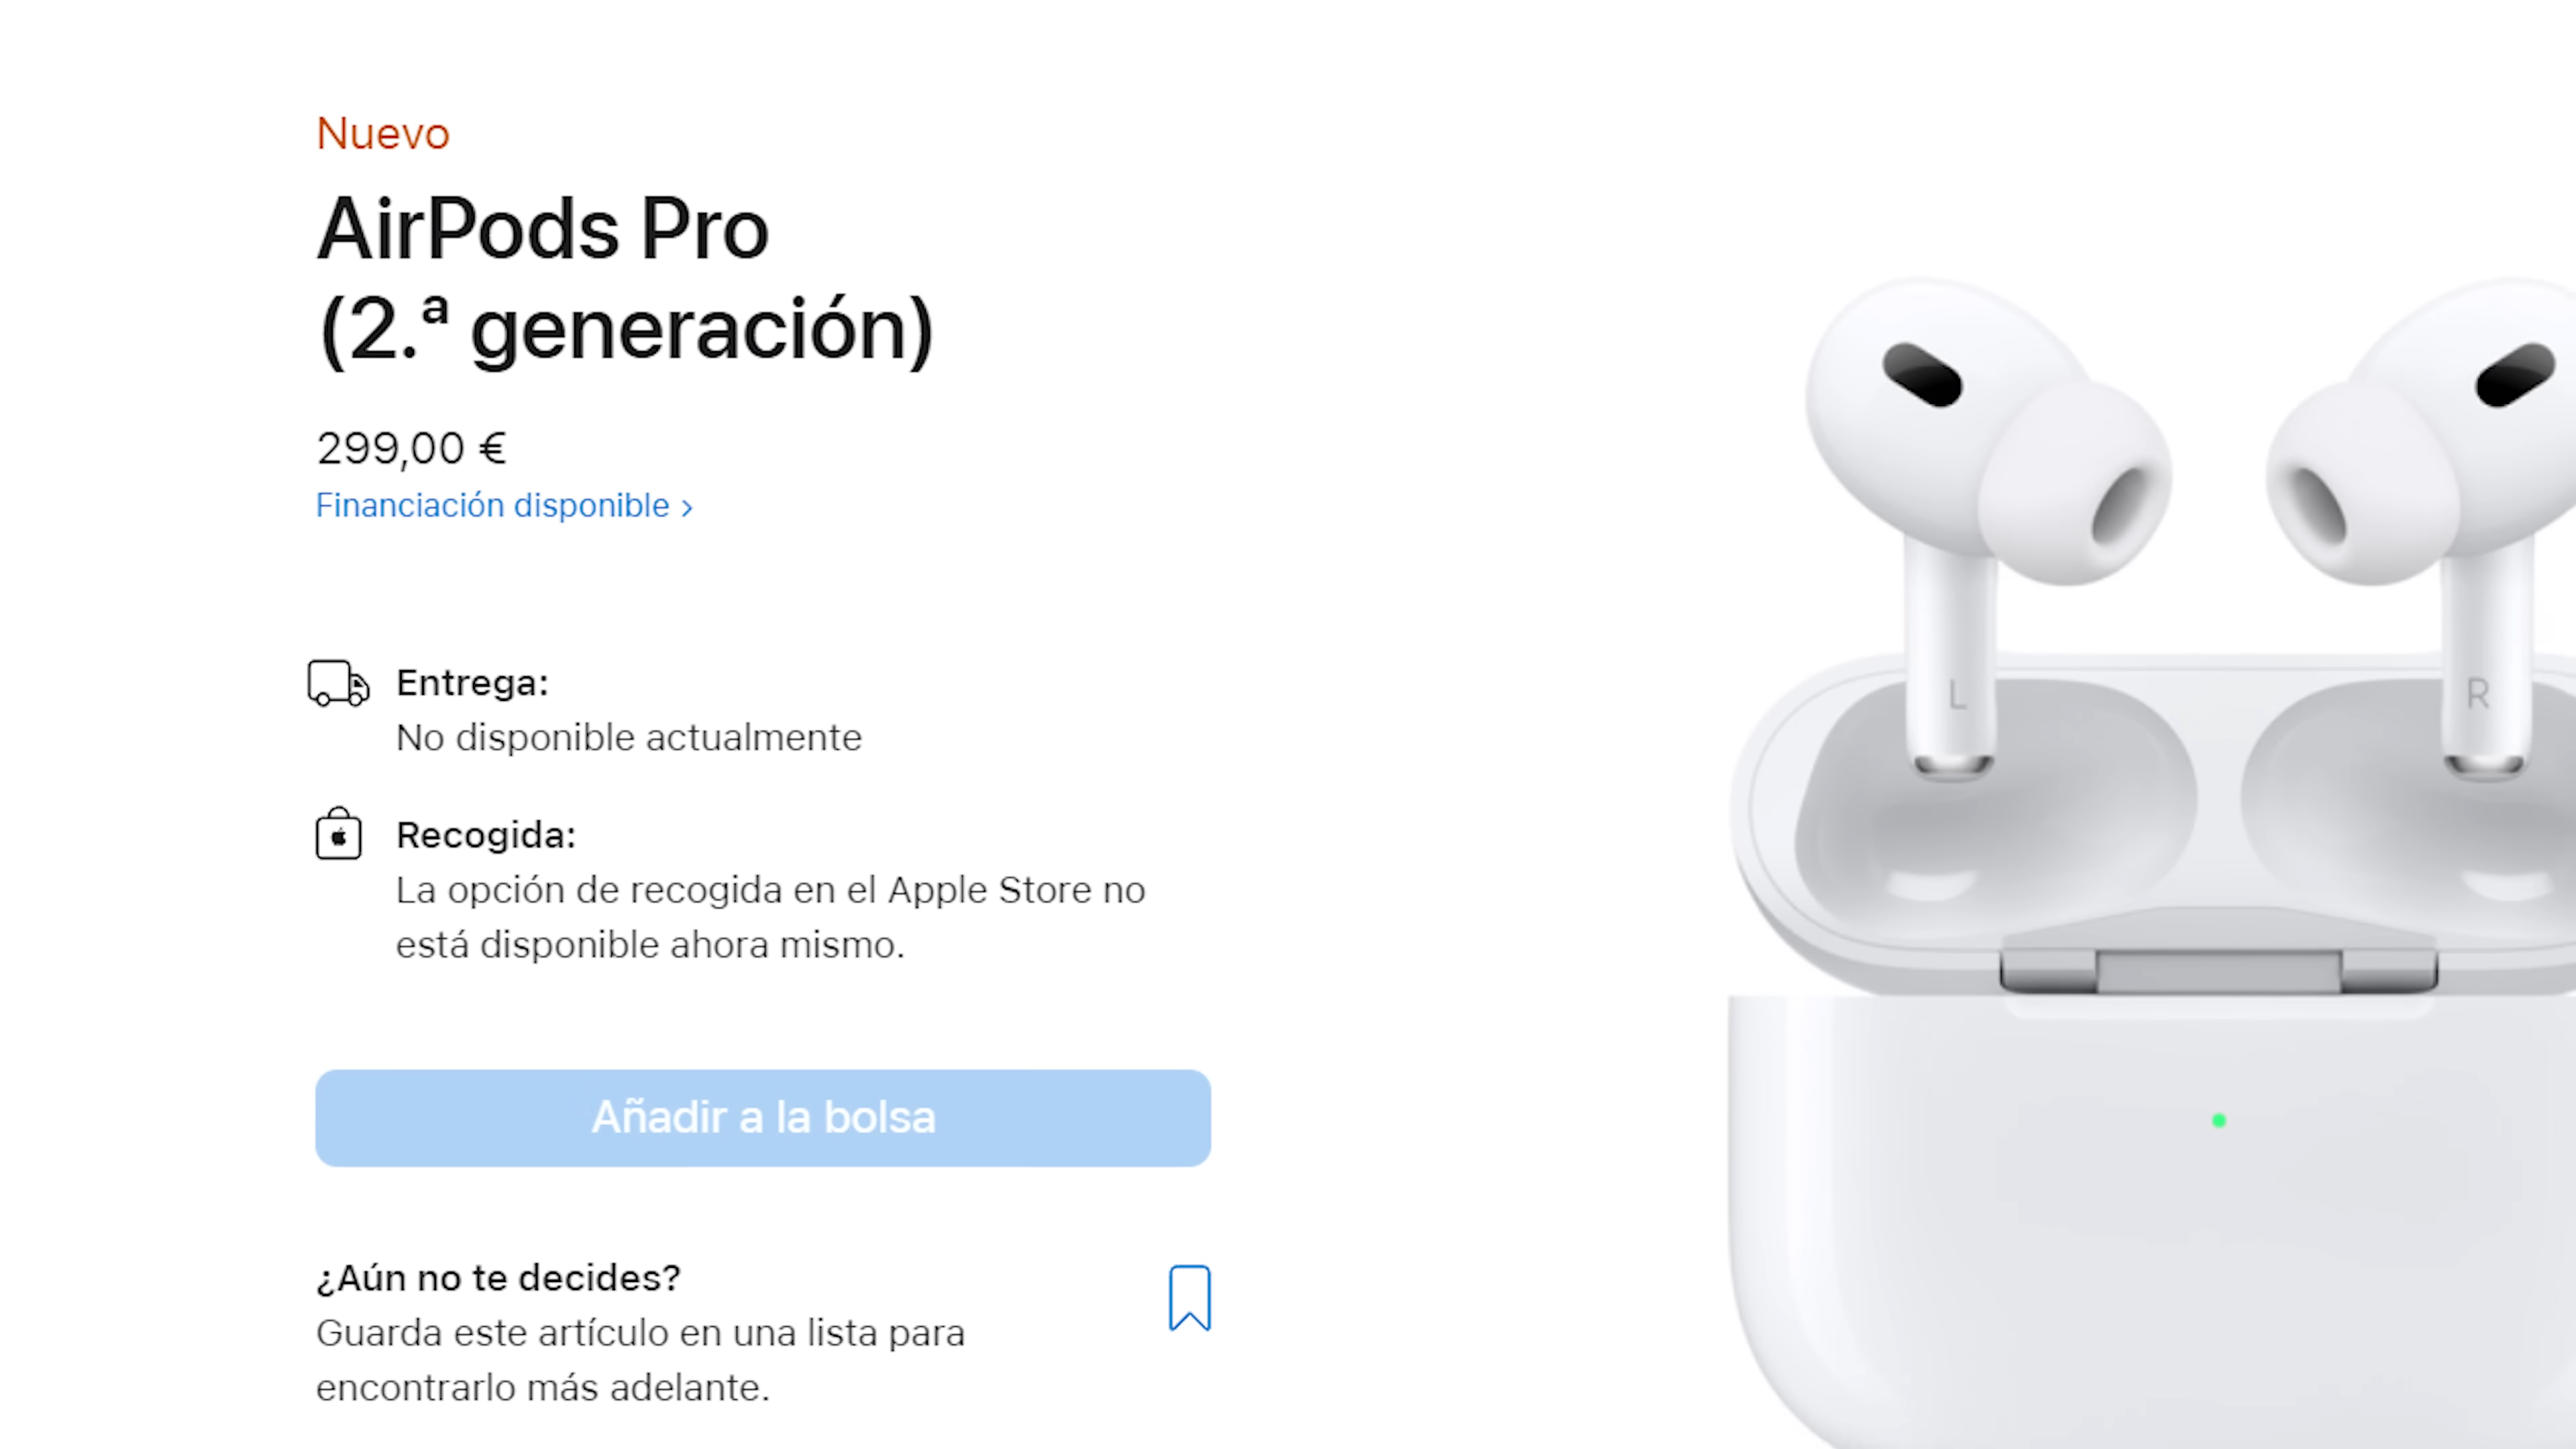 Nuevo
AirPods Pro
(2.ª generación)
299,00 €
Financiación disponible >
Entrega:
No disponible actualmente
Recogida:
La opción de recogida en el Apple Store no
está disponible ahora mismo.
Añadir a la bolsa
¿Aún no te decides?
Guarda este artículo en una lista para
encontrarlo más adelante.
L
R